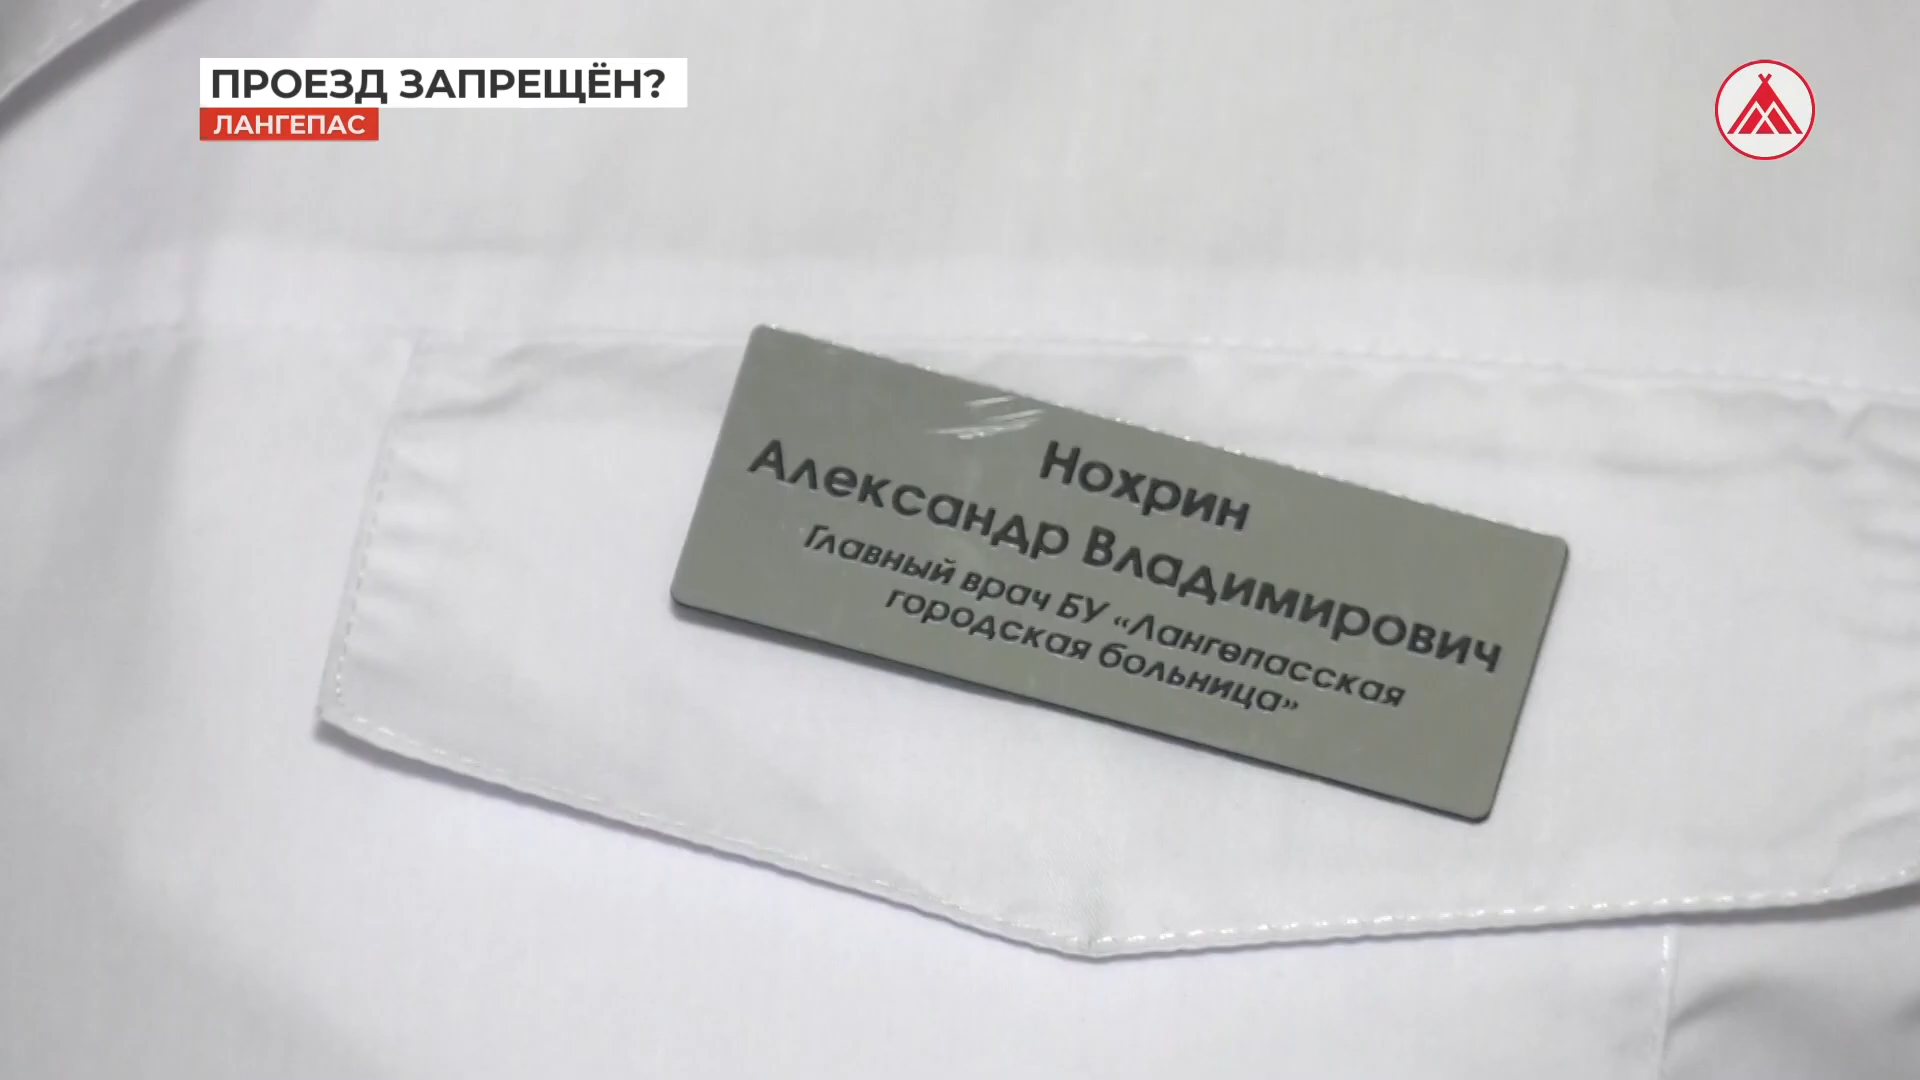 ПРОЕЗД ЗАПРЕЩЁН?
ЛАНГЕПАС
Нохрин
Александр Владимирович
Главный врач БУ «Лангепасская
городская больница»